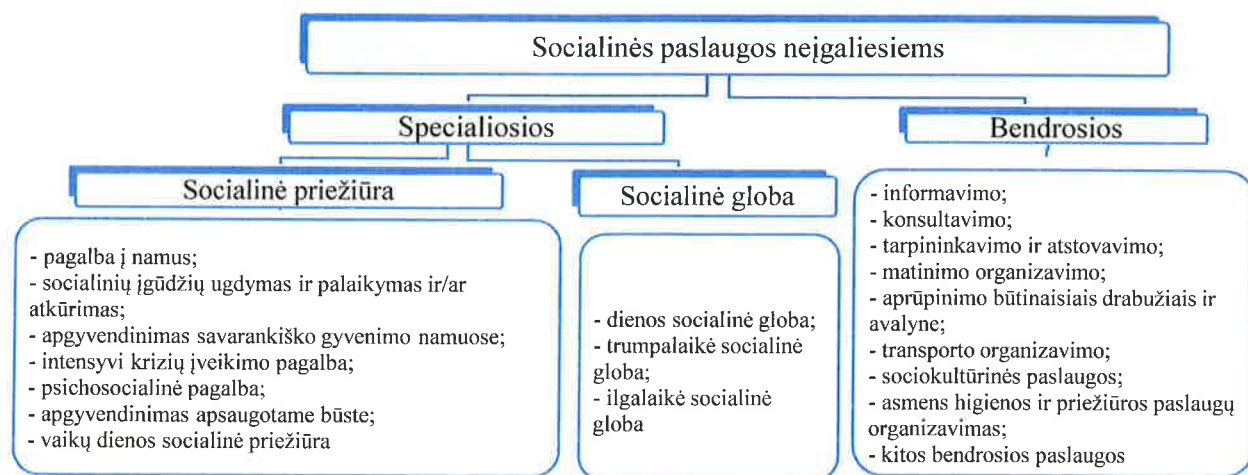 Socialinės paslaugos neįgaliesiems
Specialiosios
Bendrosios
Socialinė priežiūra
Socialinė globa
- pagalba į namus;
- socialinių įgūdžių ugdymas ir palaikymas ir/ar
atkūrimas;
- apgyvendinimas savarankiško gyvenimo namuose;
- intensyvi krizių įveikimo pagalba;
- psichosocialinė pagalba;
- apgyvendinimas apsaugotame būste;
- vaikų dienos socialinė priežiūra
- dienos socialinė globa;
- trumpalaikė socialinė
globa;
- ilgalaikė socialinė
globa
- informavimo;
- konsultavimo;
- tarpininkavimo ir atstovavimo;
- matinimo organizavimo;
- aprūpinimo būtinaisiais drabužiais ir
avalyne;
- transporto organizavimo;
- sociokultūrinės paslaugos;
- asmens higienos ir priežiūros paslaugų
organizavimas;
- kitos bendrosios paslaugos